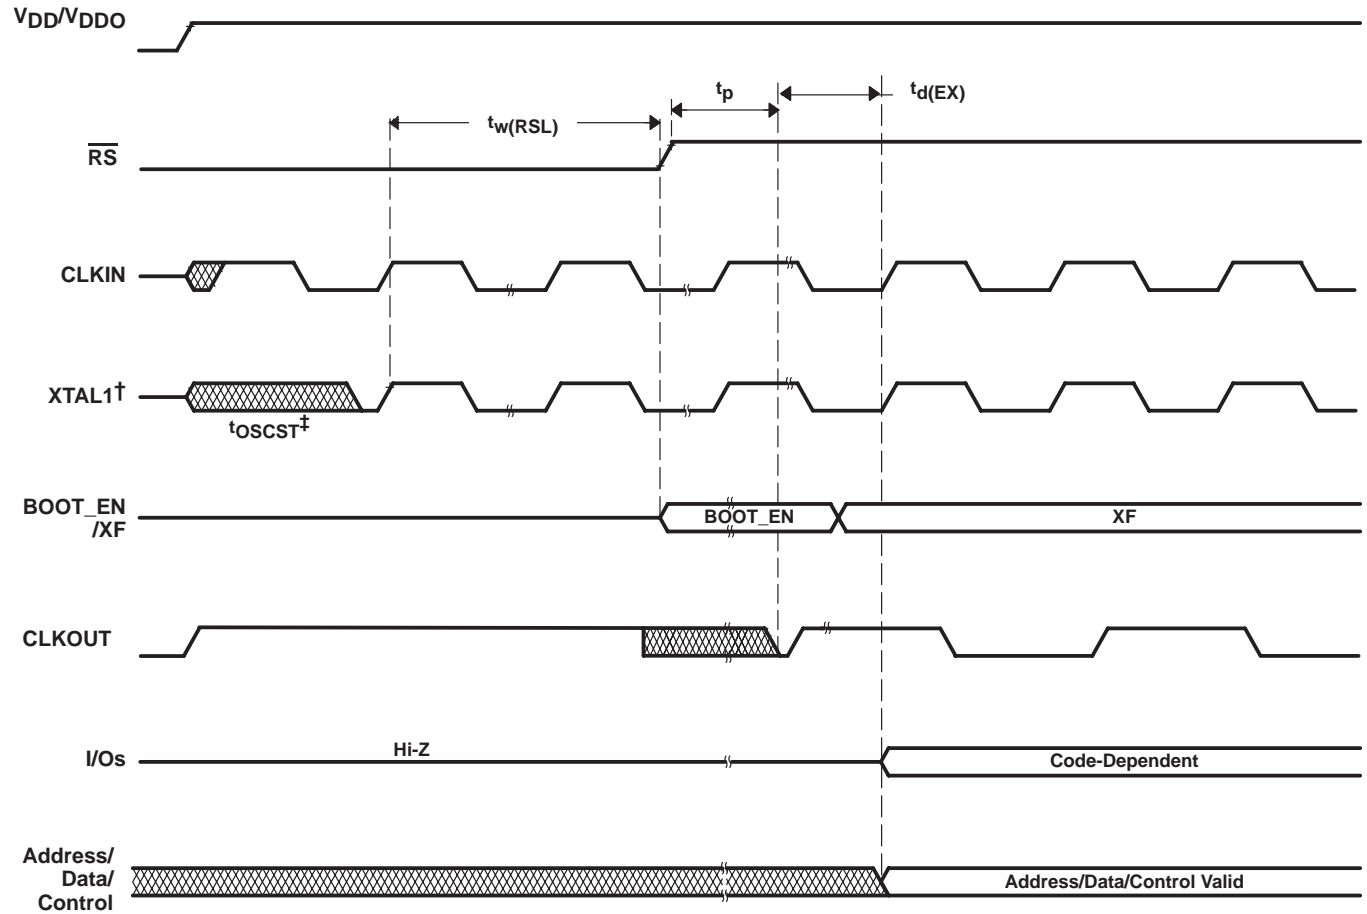 VDD/VDDO
tp
td(EX)
tw(RSL)
RS
CLKIN
XTAL1†
tOSCST‡
BOOT_EN
/XF
BOOT_EN
XF
CLKOUT
I/Os
Hi-Z
Code-Dependent
Address/
Data/
Control
Address/Data/Control Valid